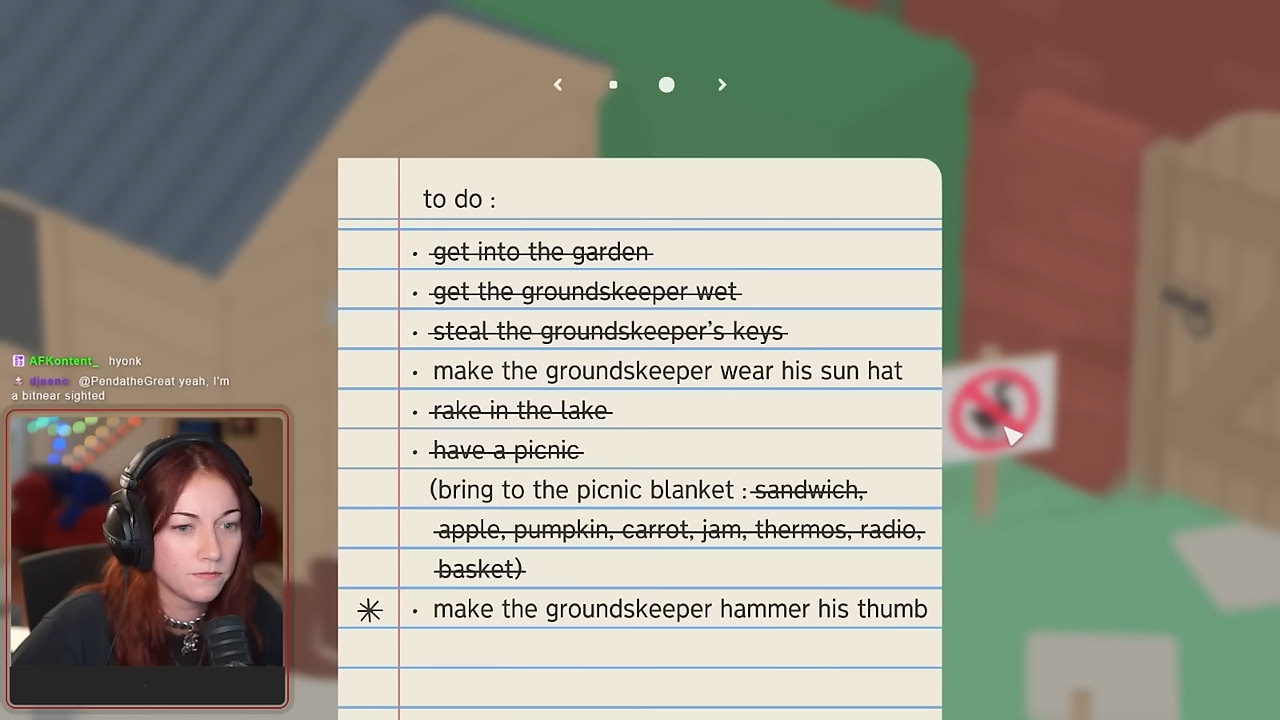 to do :
get into the garden
get the groundskeeper wet
steal the groundskeeper's keys
make the groundskeeper wear his sun hat
rake in the lake
have a picnic
(bring to the picnic blanket : sandwich,
apple, pumpkin, carrot, jam, thermos, radio,
basket)
make the groundskeeper hammer his thumb
AFKontent_ hyonk
djeeno @PendatheGreat yeah, I'm
a bitnear sighted